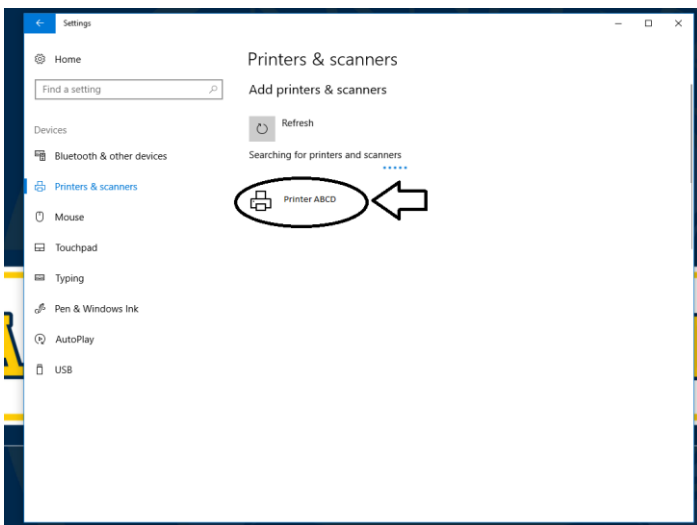 Settings
Home
Find a setting
Devices
Bluetooth & other devices
Printers & scanners
Mouse
Touchpad
Typing
Pen & Windows Ink
AutoPlay
USB
Printers & scanners
Add printers & scanners
Refresh
Searching for printers and scanners
Printer ABCD